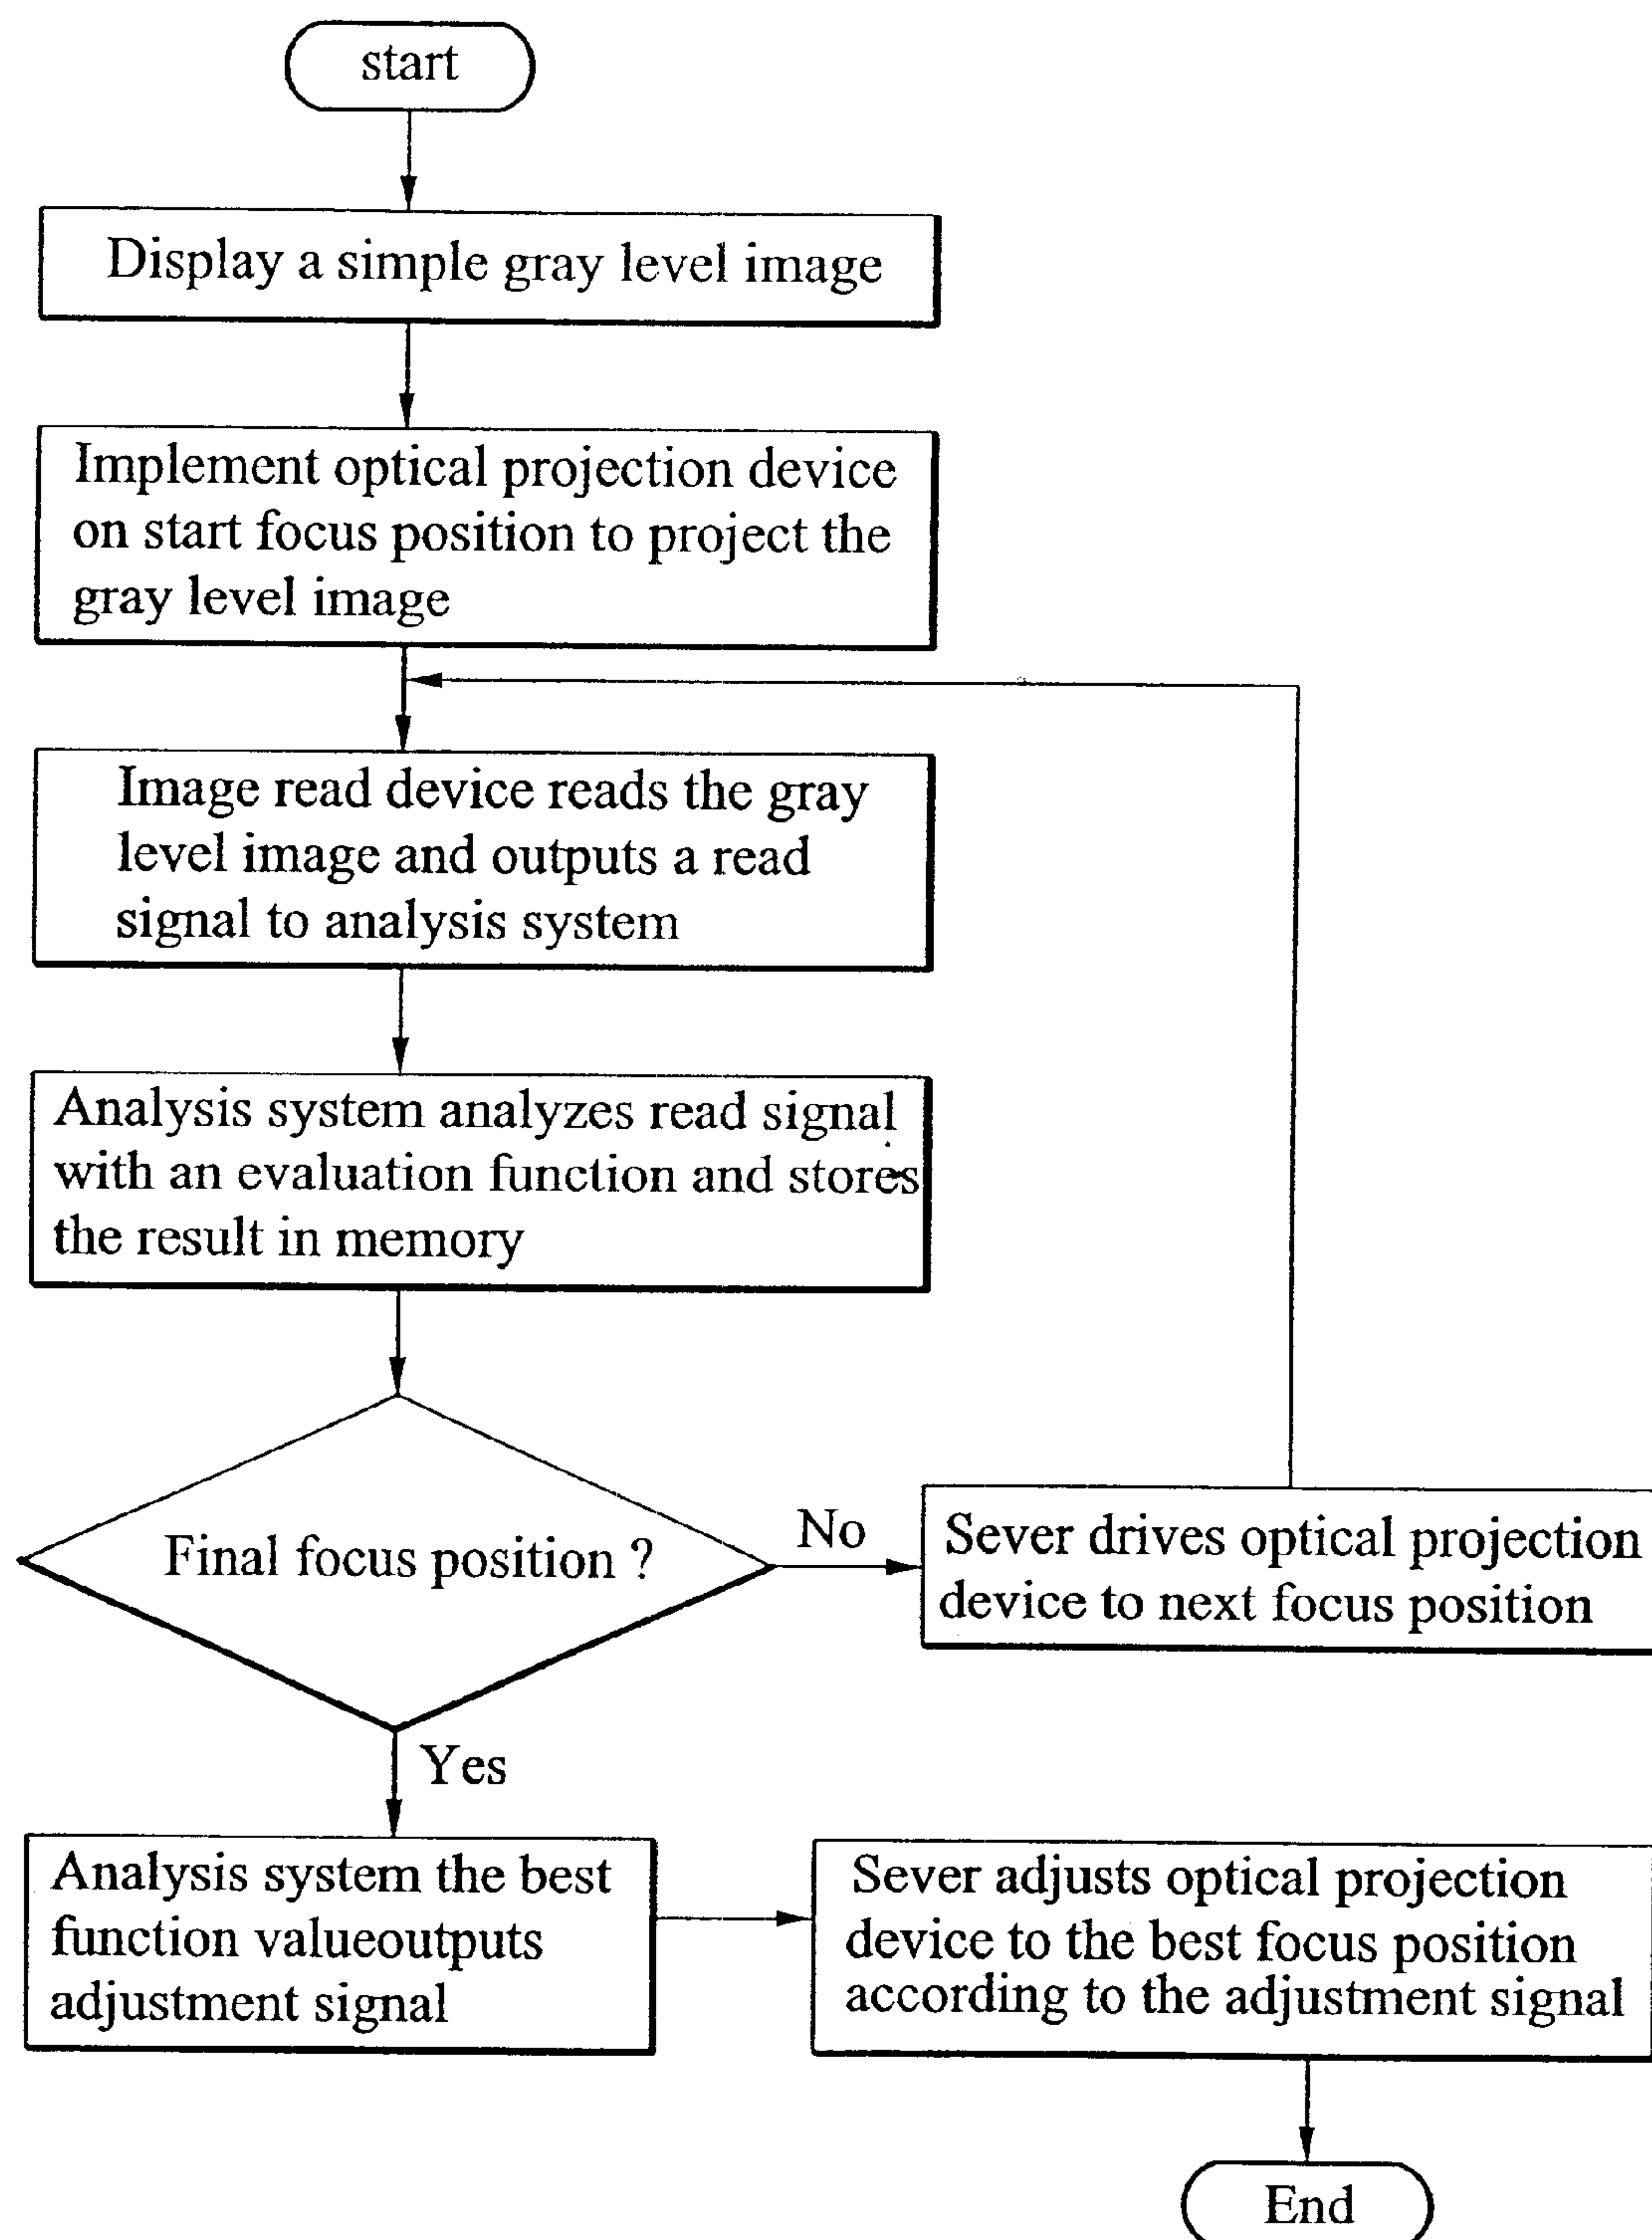 start
Display a simple gray level image
Implement optical projection device
on start focus position to project the
gray level image
Image read device reads the gray
level image and outputs a read
signal to analysis system
Analysis system analyzes read signal
with an evaluation function and stores
the result in memory
Final focus position ?
No
Sever drives optical projection
device to next focus position
Yes
Analysis system the best
function valueoutputs
adjustment signal
Sever adjusts optical projection
device to the best focus position
according to the adjustment signal
End